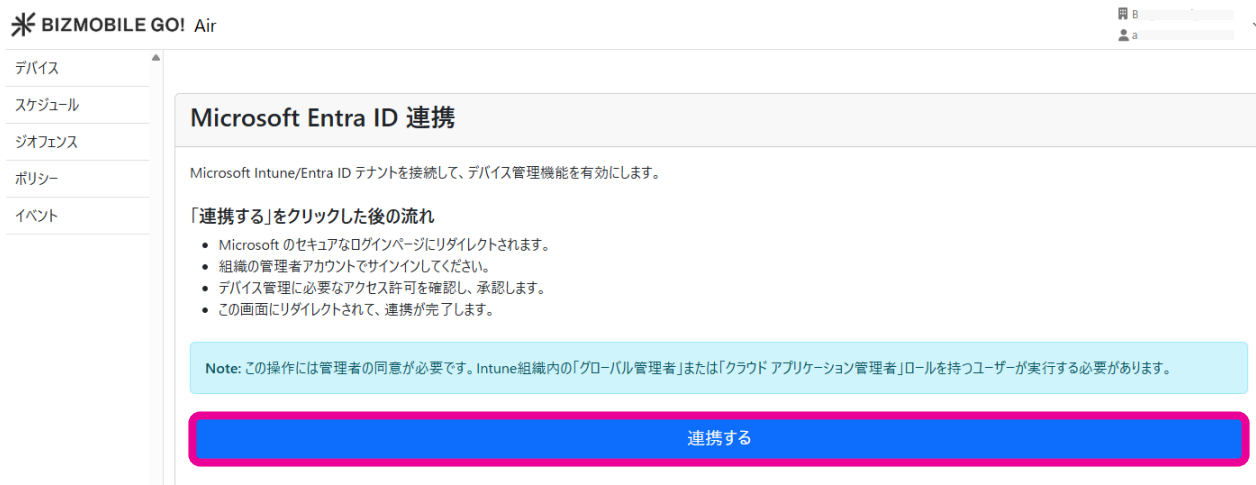 BIZMOBILE GO! Air
B
a
デバイス
スケジュール
ジオフェンス
ポリシー
イベント
Microsoft Entra ID 連携
Microsoft Intune/Entra ID テナントを接続して、デバイス管理機能を有効にします。
「連携する」をクリックした後の流れ
• Microsoft のセキュアなログインページにリダイレクトされます。
• 組織の管理者アカウントでサインインしてください。
• デバイス管理に必要なアクセス許可を確認し、承認します。
• この画面にリダイレクトされて、連携が完了します。
Note: この操作には管理者の同意が必要です。Intune組織内の「グローバル管理者」または「クラウド アプリケーション管理者」ロールを持つユーザーが実行する必要があります。
連携する